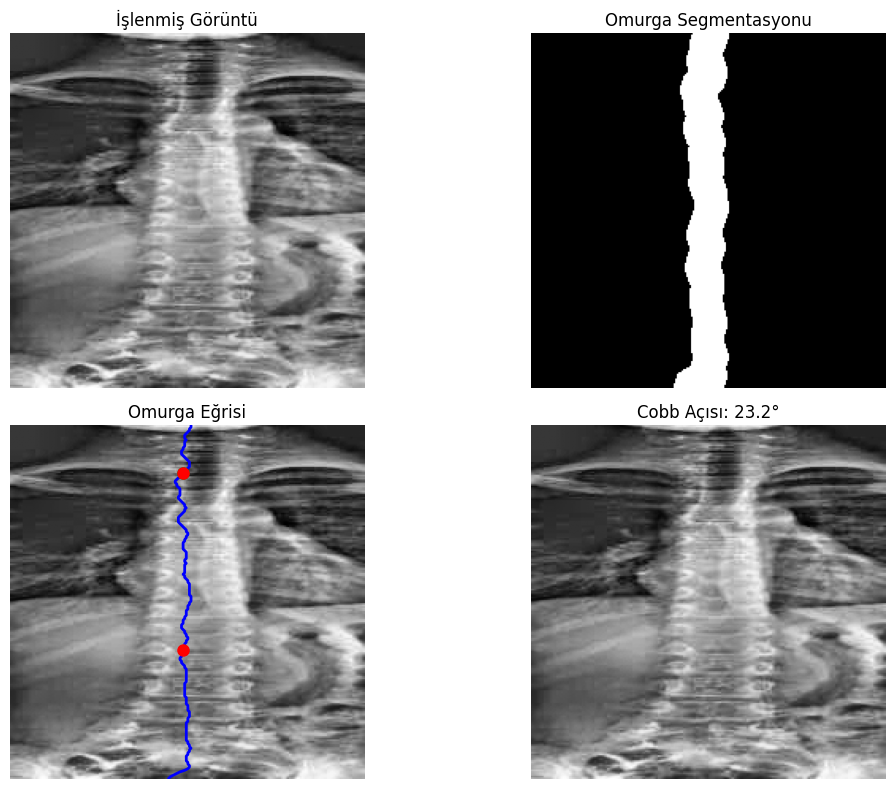 İşlenmiş Görüntü
Omurga Segmentasyonu
Omurga Eğrisi
Cobb Açısı: 23.2°